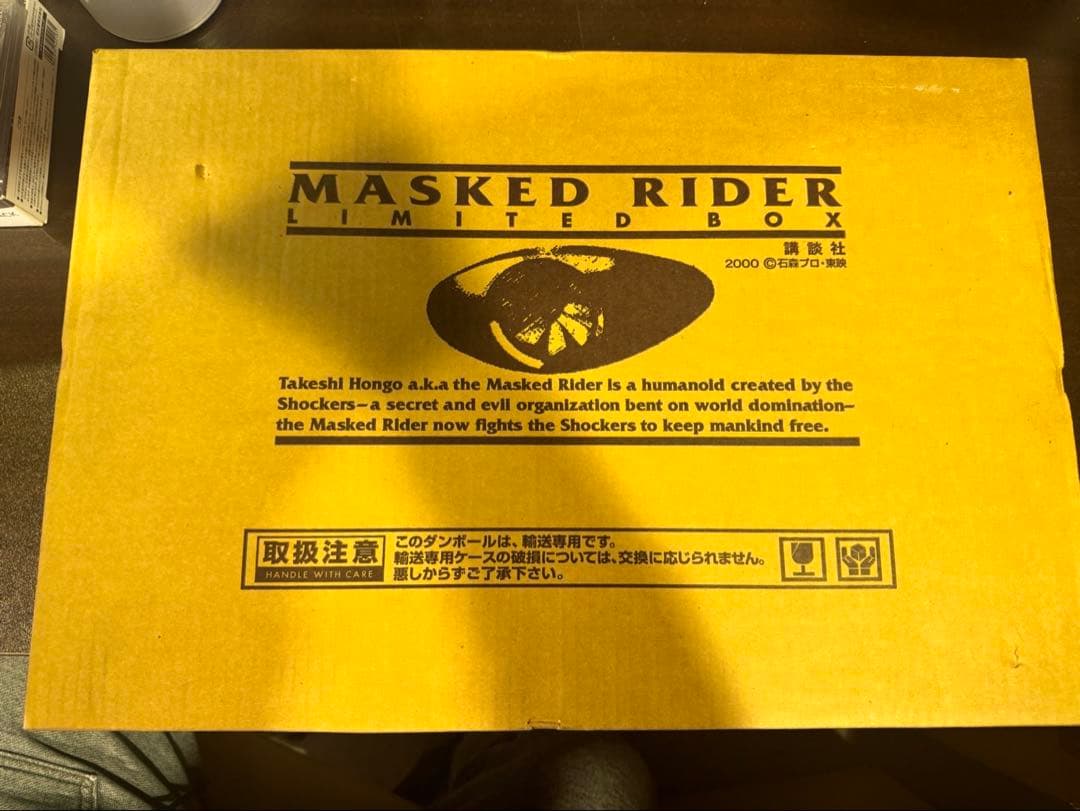 MASKED RIDER
LIMITED BOX
講談社
2000 ©石森プロ・東映
Takeshi Hongo a.k.a the Masked Rider is a humanoid created by the
Shockers—a secret and evil organization bent on world domination—
the Masked Rider now fights the Shockers to keep mankind free.
取扱注意
HANDLE WITH CARE
このダンボールは、輸送専用です。
輸送専用ケースの破損については、交換に応じられません。
悪しからずご了承下さい。